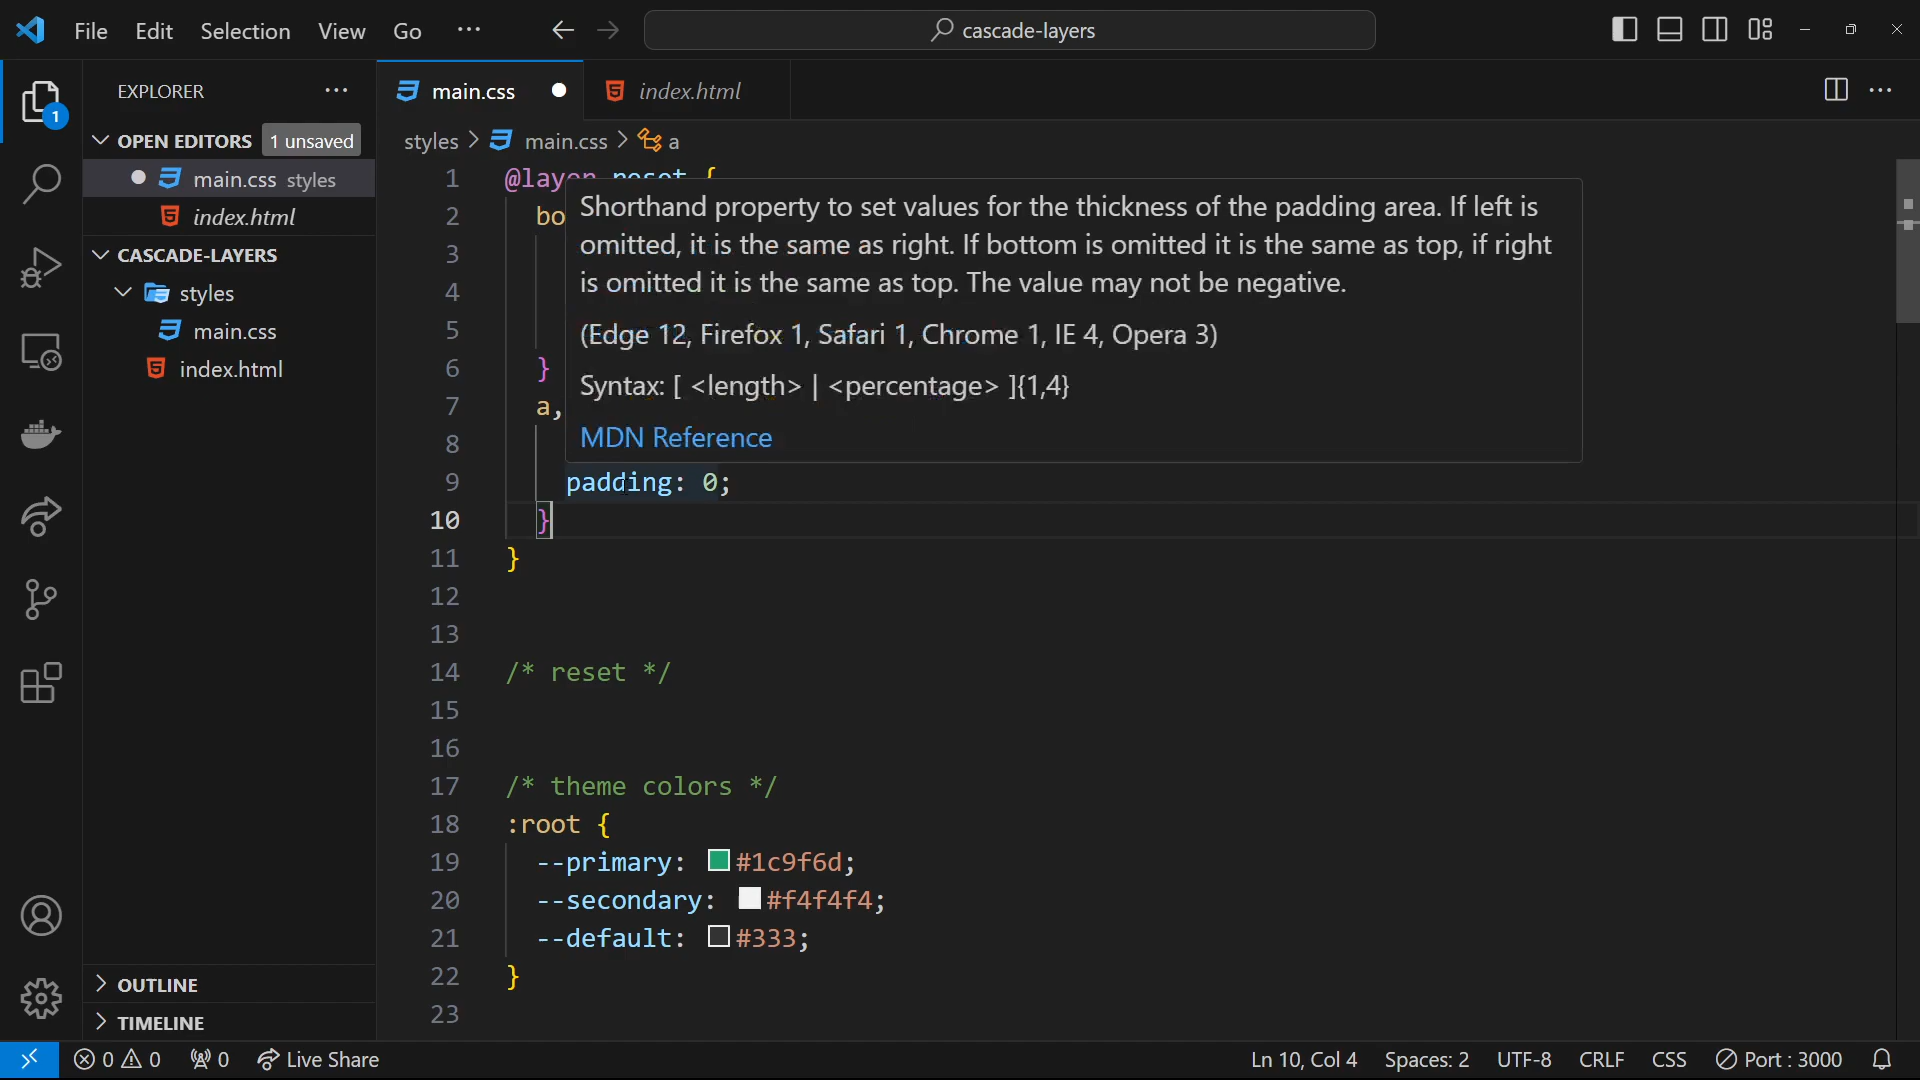 File Edit Selection View Go ··· cascade-layers
EXPLORER ···
OPEN EDITORS 1 unsaved
main.css styles
index.html
CASCADE-LAYERS
styles
main.css
index.html
OUTLINE
TIMELINE
1
main.css index.html
styles > main.css > a
1 @layer reset {
2 bo
3
4
5
6 }
7 a,
8
9 padding: 0;
10 }
11 }
12
13
14 /* reset */
15
16
17 /* theme colors */
18 :root {
19 --primary: #1c9f6d;
20 --secondary: #f4f4f4;
21 --default: #333;
22 }
23
Shorthand property to set values for the thickness of the padding area. If left is
omitted, it is the same as right. If bottom is omitted it is the same as top, if right
is omitted it is the same as top. The value may not be negative.
(Edge 12, Firefox 1, Safari 1, Chrome 1, IE 4, Opera 3)
Syntax: [ <length> | <percentage> ]{1,4}
MDN Reference
0 0 0 Live Share Ln 10, Col 4 Spaces: 2 UTF-8 CRLF CSS Port : 3000